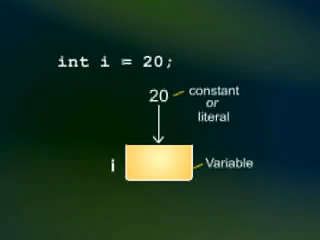 int i = 20;
20
constant
or
literal
i
Variable